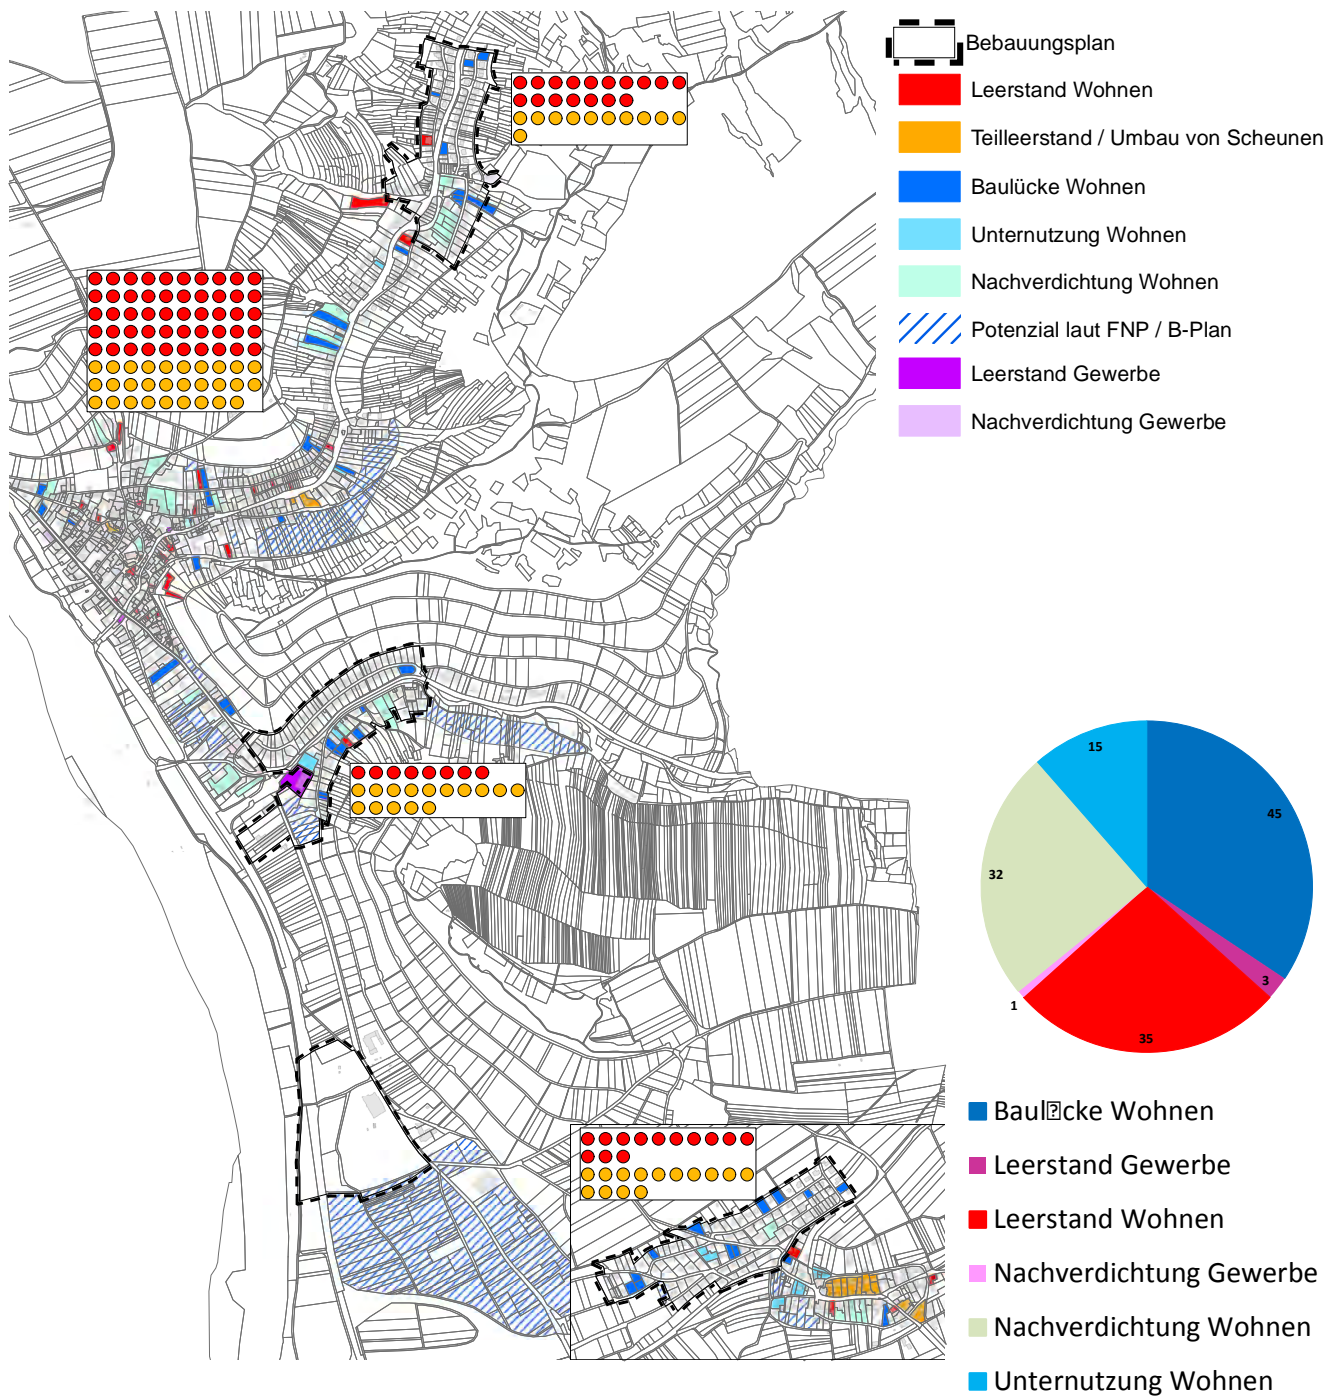 Bebauungsplan
Leerstand Wohnen
Teilleerstand / Umbau von Scheunen
Baulücke Wohnen
Unternutzung Wohnen
Nachverdichtung Wohnen
Potenzial laut FNP / B-Plan
Leerstand Gewerbe
Nachverdichtung Gewerbe
15
45
32
3
1
35
Baul�cke Wohnen
Leerstand Gewerbe
Leerstand Wohnen
Nachverdichtung Gewerbe
Nachverdichtung Wohnen
Unternutzung Wohnen